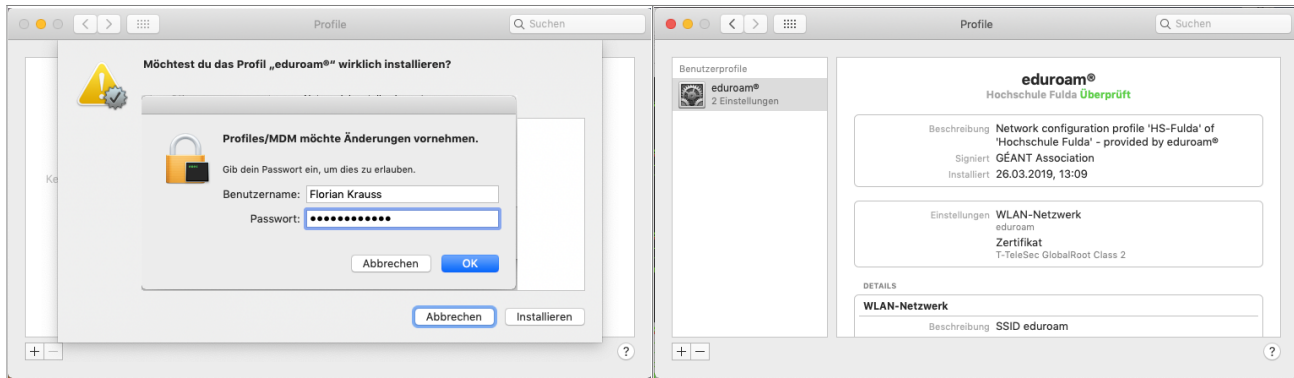 Profile
Suchen
Möchtest du das Profil „eduroam®“ wirklich installieren?
Profiles/MDM möchte Änderungen vornehmen.
Gib dein Passwort ein, um dies zu erlauben.
Benutzername: Florian Krauss
Passwort: ●●●●●●●●●●●●
Abbrechen OK
Ke
Abbrechen Installieren
+ − ?
Profile
Suchen
Benutzerprofile
eduroam®
2 Einstellungen
eduroam®
Hochschule Fulda Überprüft
Beschreibung Network configuration profile 'HS-Fulda' of
'Hochschule Fulda' - provided by eduroam®
Signiert GÉANT Association
Installiert 26.03.2019, 13:09
Einstellungen WLAN-Netzwerk
eduroam
Zertifikat
T-TeleSec GlobalRoot Class 2
DETAILS
WLAN-Netzwerk
Beschreibung SSID eduroam
+ − ?